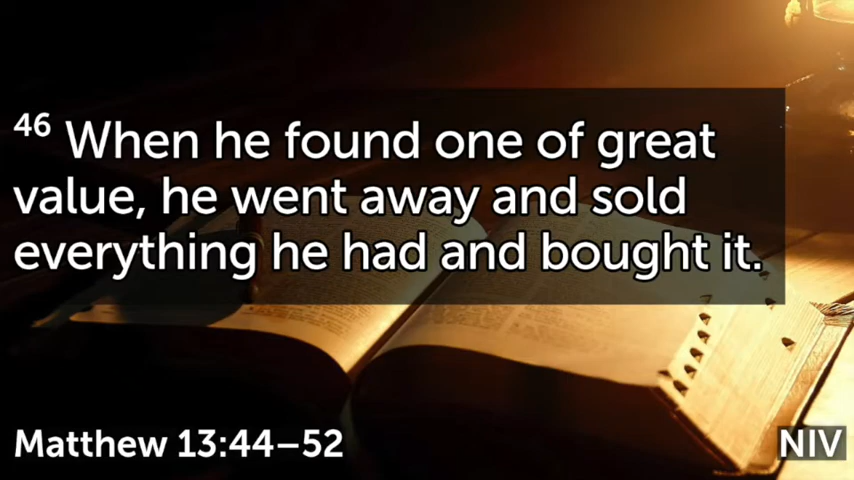 46 When he found one of great
value, he went away and sold
everything he had and bought it.
Matthew 13:44–52
NIV